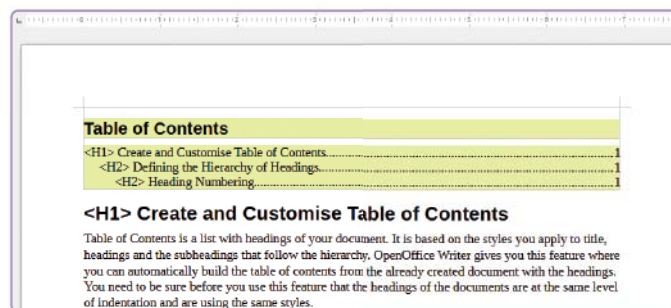 Table of Contents
<H1> Create and Customise Table of Contents..........1
<H2> Defining the Hierarchy of Headings..........1
<H2> Heading Numbering..........1
<H1> Create and Customise Table of Contents
Table of Contents is a list with headings of your document. It is based on the styles you apply to title,
headings and the subheadings that follow the hierarchy. OpenOffice Writer gives you this feature where
you can automatically build the table of contents from the already created document with the headings.
You need to be sure before you use this feature that the headings of the documents are at the same level
of indentation and are using the same styles.